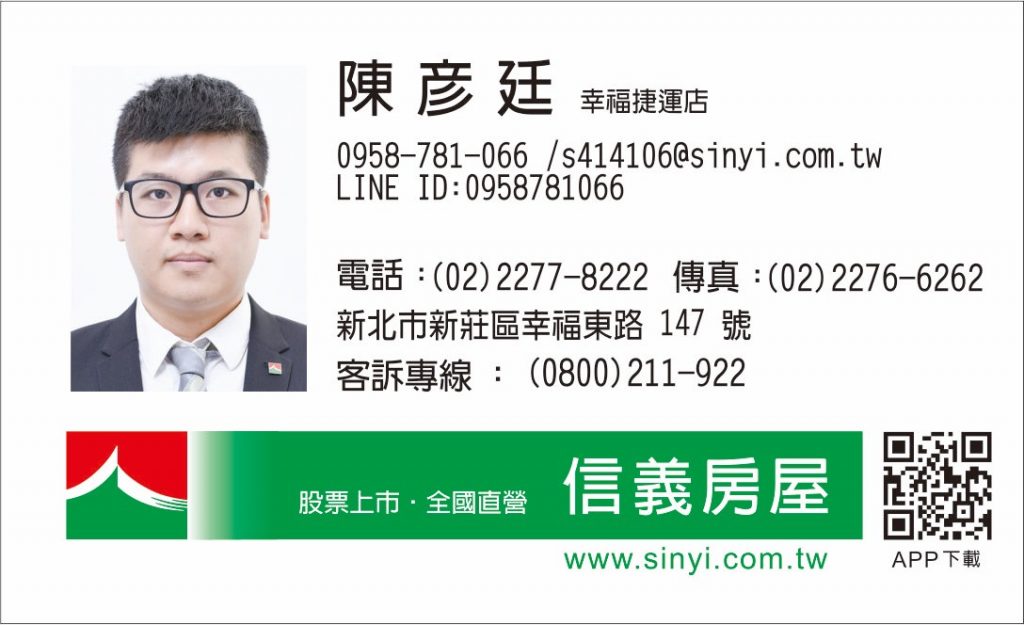 陳彦廷 幸福捷運店
0958-781-066 /s414106@sinyi.com.tw
LINE ID:0958781066
電話：(02)2277-8222 傳真：(02)2276-6262
新北市新莊區幸福東路 147 號
客訴專線 ： (0800)211-922
股票上市‧全國直營 信義房屋
www.sinyi.com.tw
APP下載